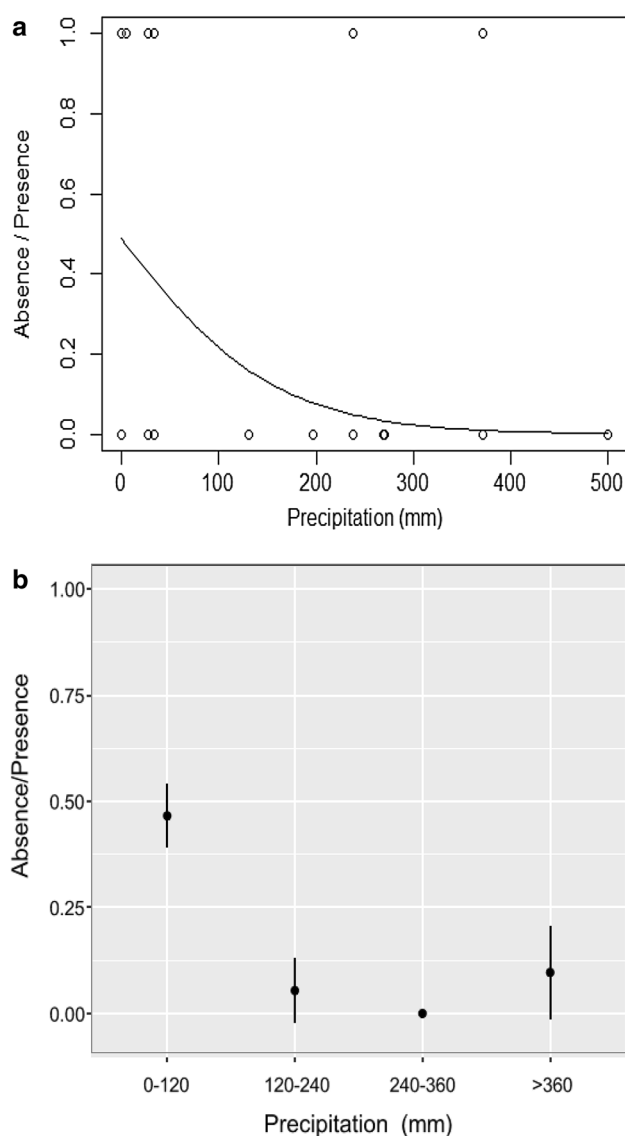 a
Absence / Presence
1.0
0.8
0.6
0.4
0.2
0.0
0 100 200 300 400 500
Precipitation (mm)
b
Absence/Presence
1.00
0.75
0.50
0.25
0.00
0-120 120-240 240-360 >360
Precipitation (mm)